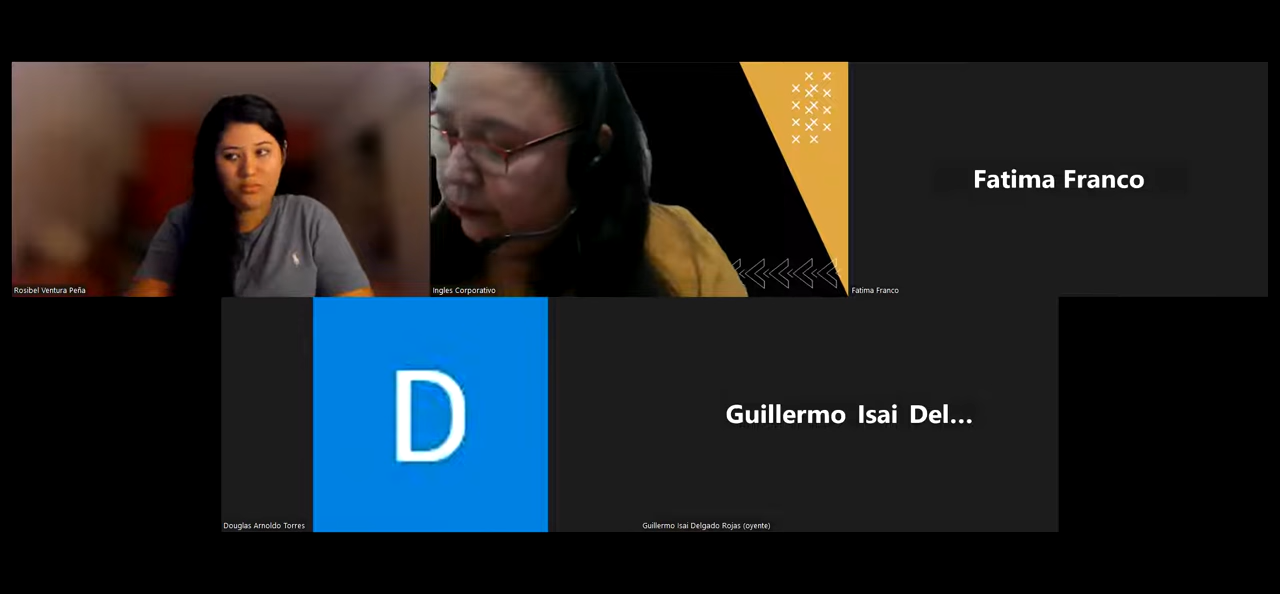 Rosibel Ventura Peña
Ingles Corporativo
Fatima Franco
Fatima Franco
D
Douglas Arnoldo Torres
Guillermo Isai Del...
Guillermo Isai Delgado Rojas (oyente)